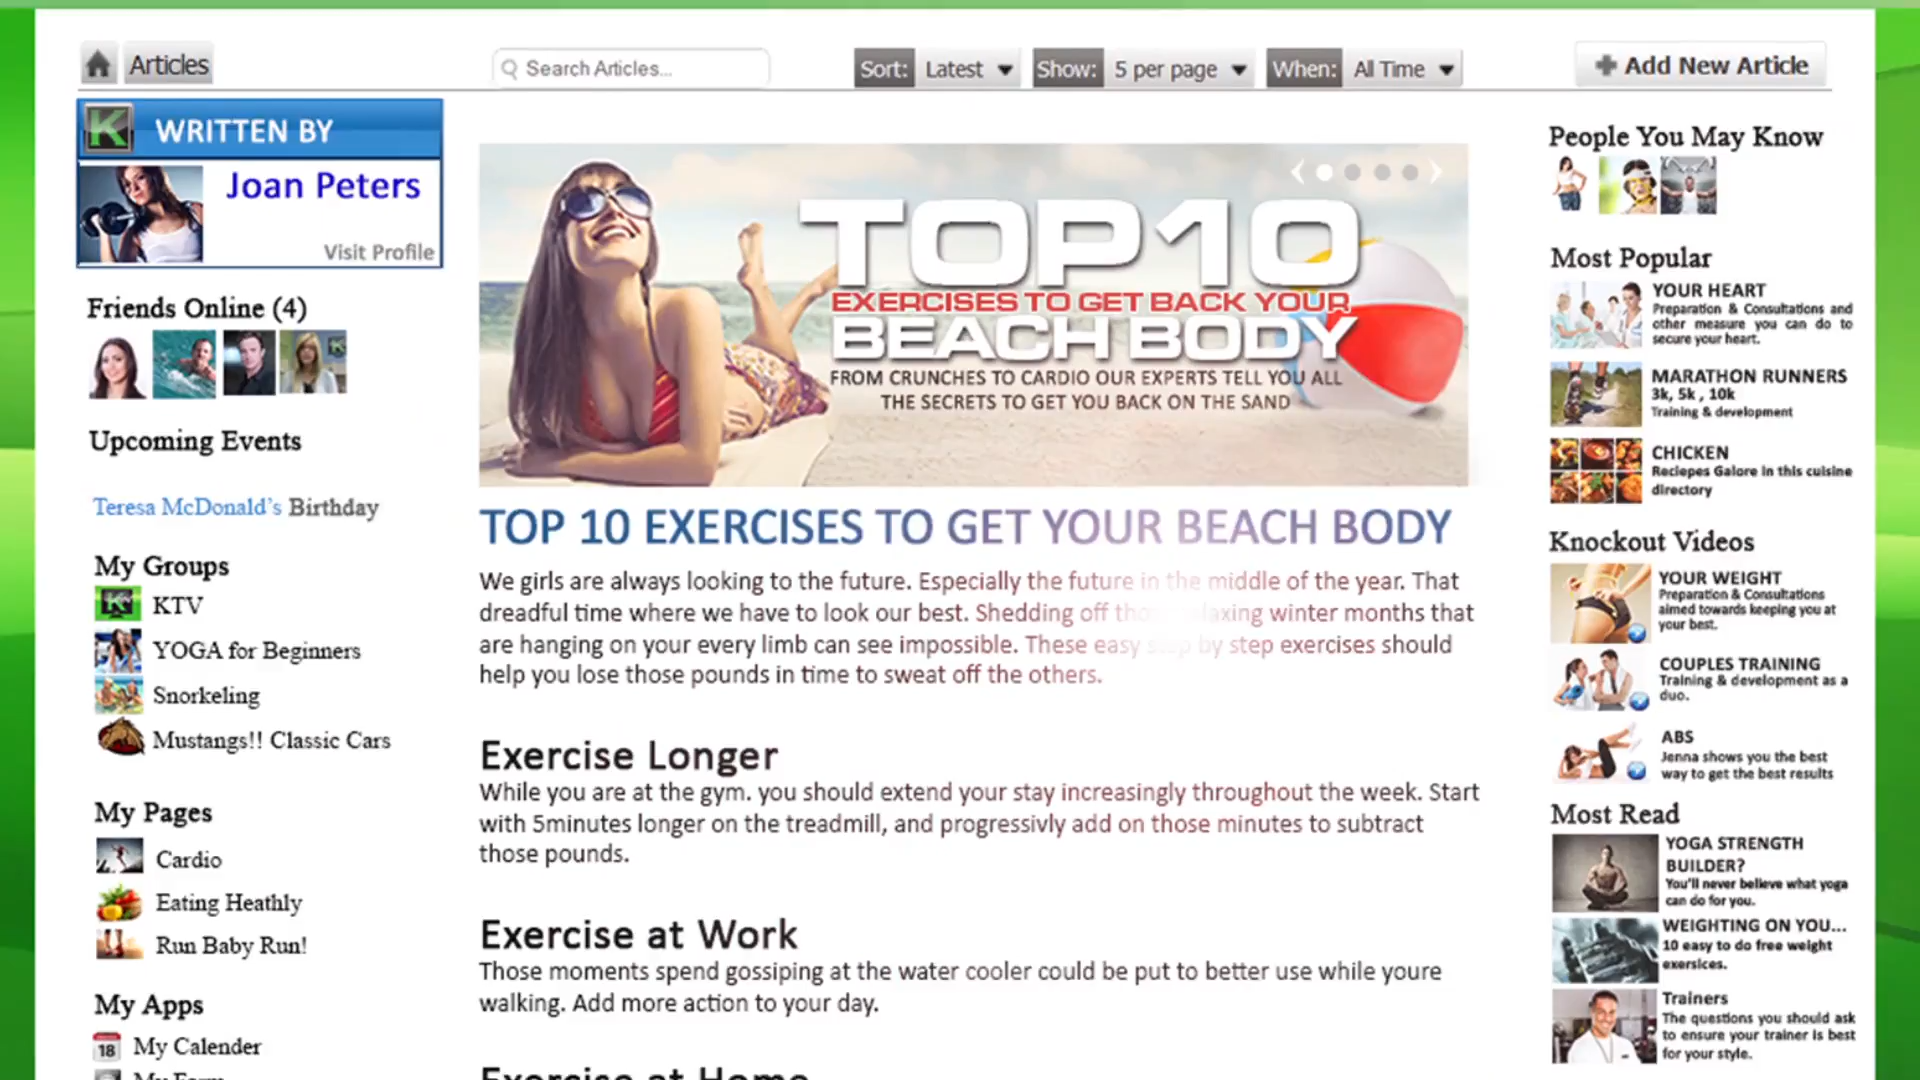 Articles
Search Articles...
Sort: Latest
Show: 5 per page
When: All Time
Add New Article
K WRITTEN BY
Joan Peters
Visit Profile
Friends Online (4)
Upcoming Events
Teresa McDonald's Birthday
My Groups
KTV
YOGA for Beginners
Snorkeling
Mustangs!! Classic Cars
My Pages
Cardio
Eating Heathly
Run Baby Run!
My Apps
18 My Calender
TOP10
EXERCISES TO GET BACK YOUR
BEACH BODY
FROM CRUNCHES TO CARDIO OUR EXPERTS TELL YOU ALL
THE SECRETS TO GET YOU BACK ON THE SAND
TOP 10 EXERCISES TO GET YOUR BEACH BODY
We girls are always looking to the future. Especially the future in the middle of the year. That
dreadful time where we have to look our best. Shedding off those relaxing winter months that
are hanging on your every limb can see impossible. These easy step by step exercises should
help you lose those pounds in time to sweat off the others.
Exercise Longer
While you are at the gym. you should extend your stay increasingly throughout the week. Start
with 5minutes longer on the treadmill, and progressivly add on those minutes to subtract
those pounds.
Exercise at Work
Those moments spend gossiping at the water cooler could be put to better use while youre
walking. Add more action to your day.
Exercise at Home
People You May Know
Most Popular
YOUR HEART
Preparation & Consultations and
other measure you can do to
secure your heart.
MARATHON RUNNERS
3k, 5k , 10k
Training & development
CHICKEN
Reciepes Galore in this cuisine
directory
Knockout Videos
YOUR WEIGHT
Preparation & Consultations
aimed towards keeping you at
your best.
COUPLES TRAINING
Training & development as a
duo.
ABS
Jenna shows you the best
way to get the best results
Most Read
YOGA STRENGTH
BUILDER?
You'll never believe what yoga
can do for you.
WEIGHTING ON YOU...
10 easy to do free weight
exersices.
Trainers
The questions you should ask
to ensure your trainer is best
for your style.